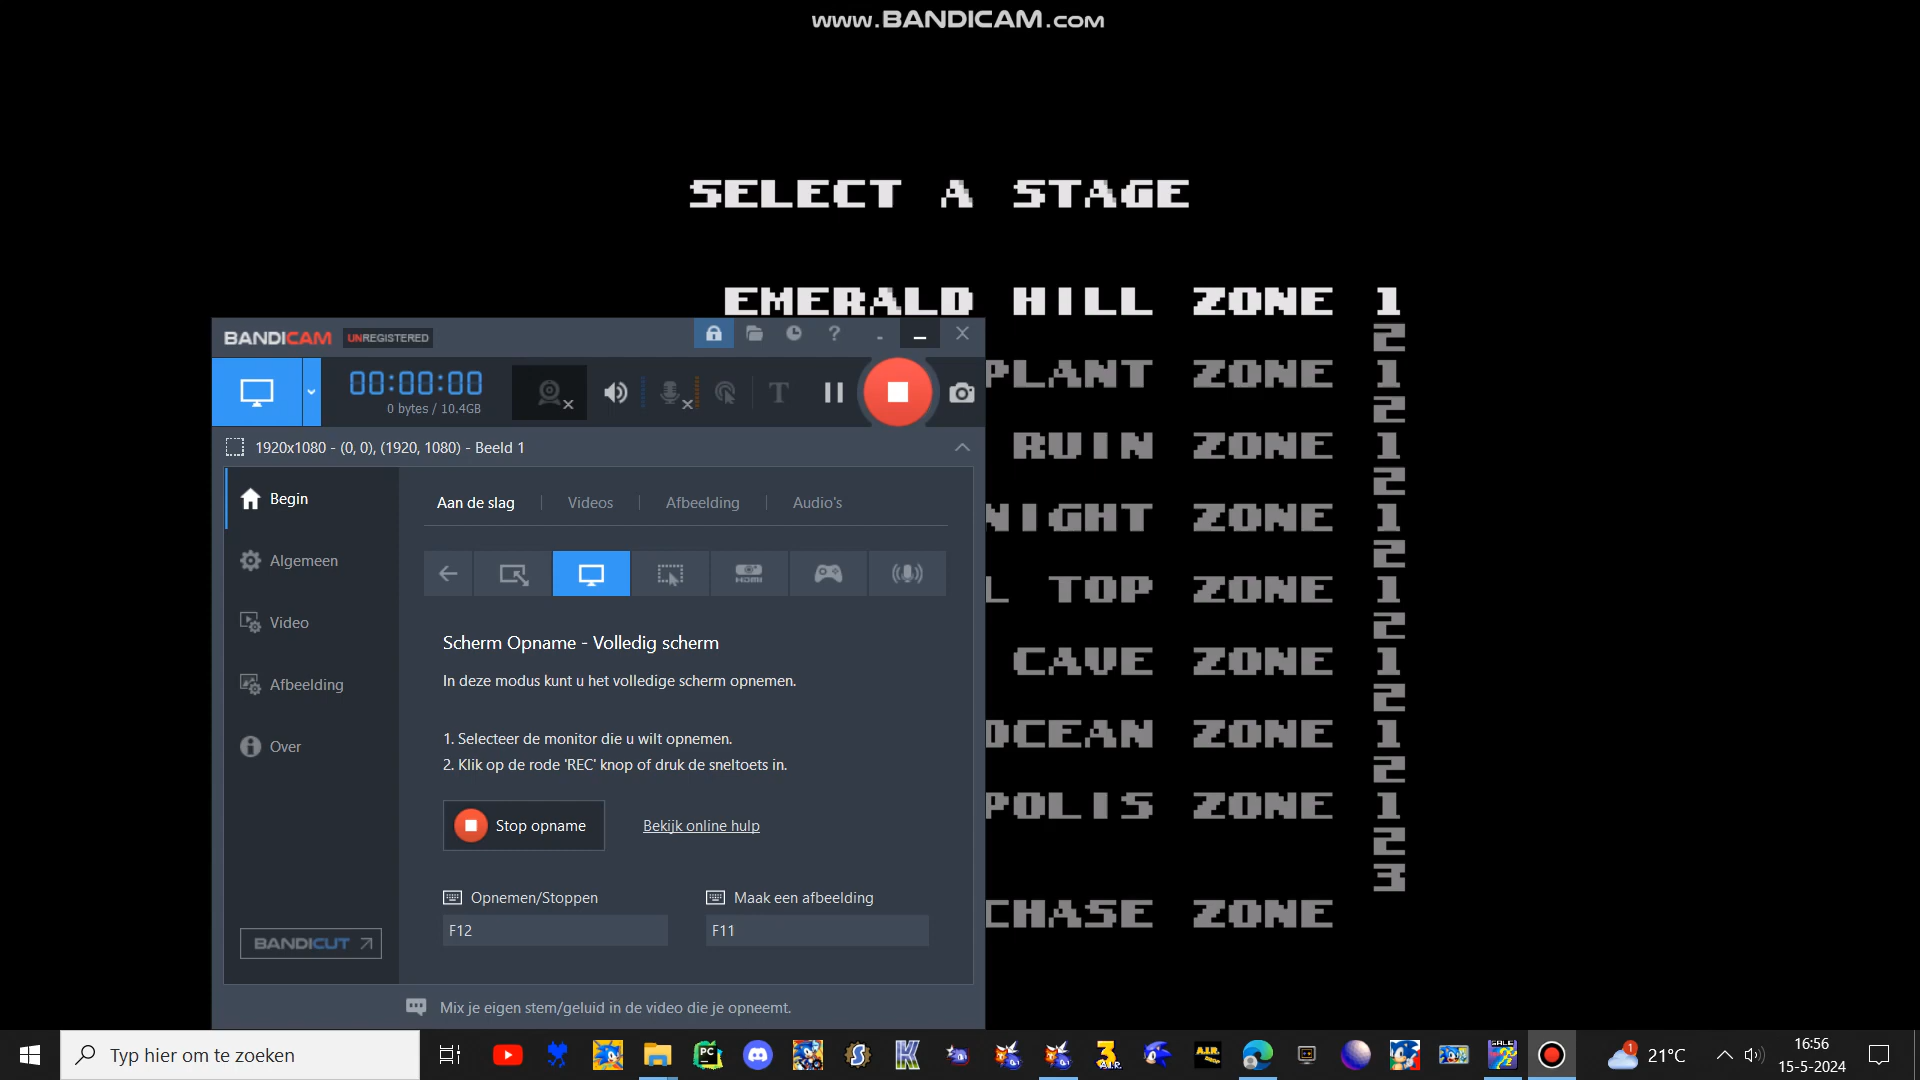 www.BANDICAM.com
SELECT A STAGE
EMERALD HILL ZONE 1
2
PLANT ZONE 1
2
RUIN ZONE 1
2
NIGHT ZONE 1
2
L TOP ZONE 1
2
CAVE ZONE 1
2
OCEAN ZONE 1
2
POLIS ZONE 1
2
3
CHASE ZONE
BANDICAM UNREGISTERED
00:00:00
0 bytes / 10.4GB
1920x1080 - (0, 0), (1920, 1080) - Beeld 1
Begin
Algemeen
Video
Afbeelding
Over
BANDICUT
Aan de slag
Videos
Afbeelding
Audio's
HDMI
Scherm Opname - Volledig scherm
In deze modus kunt u het volledige scherm opnemen.
1. Selecteer de monitor die u wilt opnemen.
2. Klik op de rode 'REC' knop of druk de sneltoets in.
Stop opname
Bekijk online hulp
Opnemen/Stoppen
Maak een afbeelding
F12
F11
Mix je eigen stem/geluid in de video die je opneemt.
Typ hier om te zoeken
21°C
16:56
15-5-2024